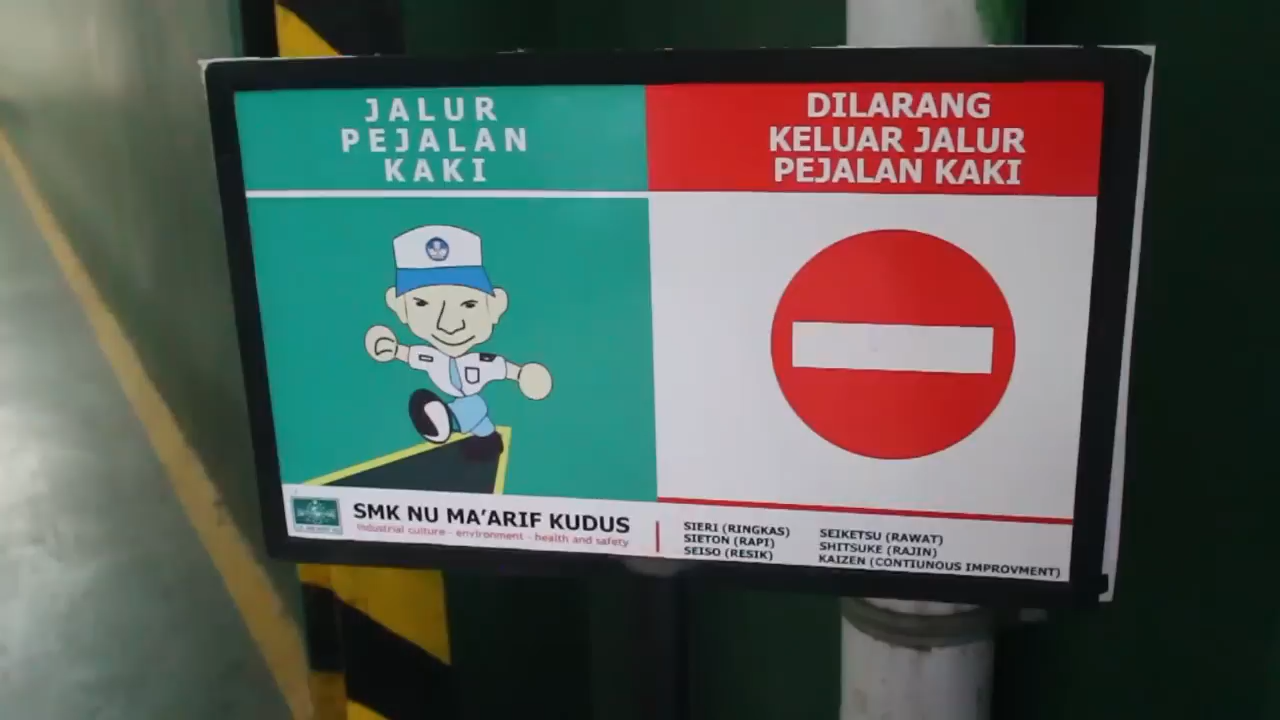 JALUR
PEJALAN
KAKI
DILARANG
KELUAR JALUR
PEJALAN KAKI
SMK NU MA'ARIF KUDUS
industrial culture - environment - health and safety
SIERI (RINGKAS)
SIETON (RAPI)
SEISO (RESIK)
SEIKETSU (RAWAT)
SHITSUKE (RAJIN)
KAIZEN (CONTIUNOUS IMPROVMENT)